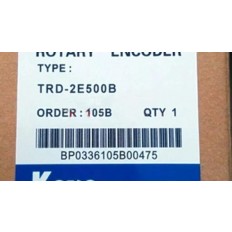 ROTARY ENCODER
TYPE :
TRD-2E500B
ORDER : 105B QTY 1
BP0336105B00475